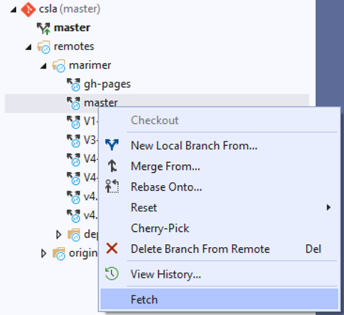 csla (master)
master
remotes
marimer
gh-pages
master
V1-
V3-
V4-
V4-
v4.
v4.
origin
Checkout
New Local Branch From...
Merge From...
Rebase Onto...
Reset
Cherry-Pick
Delete Branch From Remote Del
View History...
Fetch